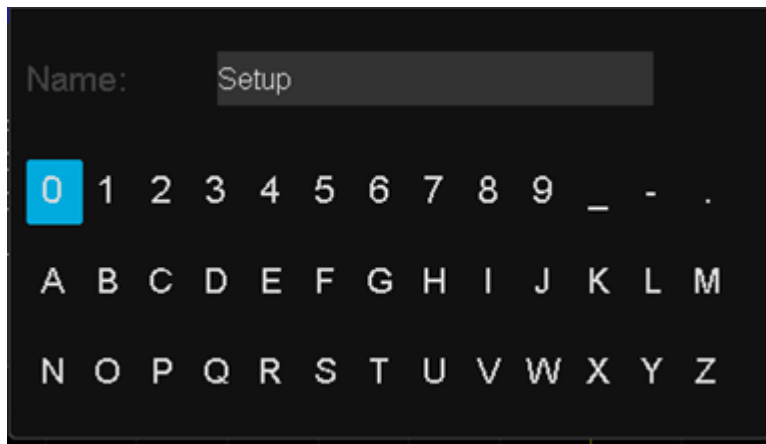 Name: Setup
0 1 2 3 4 5 6 7 8 9 _ - .
A B C D E F G H I J K L M
N O P Q R S T U V W X Y Z